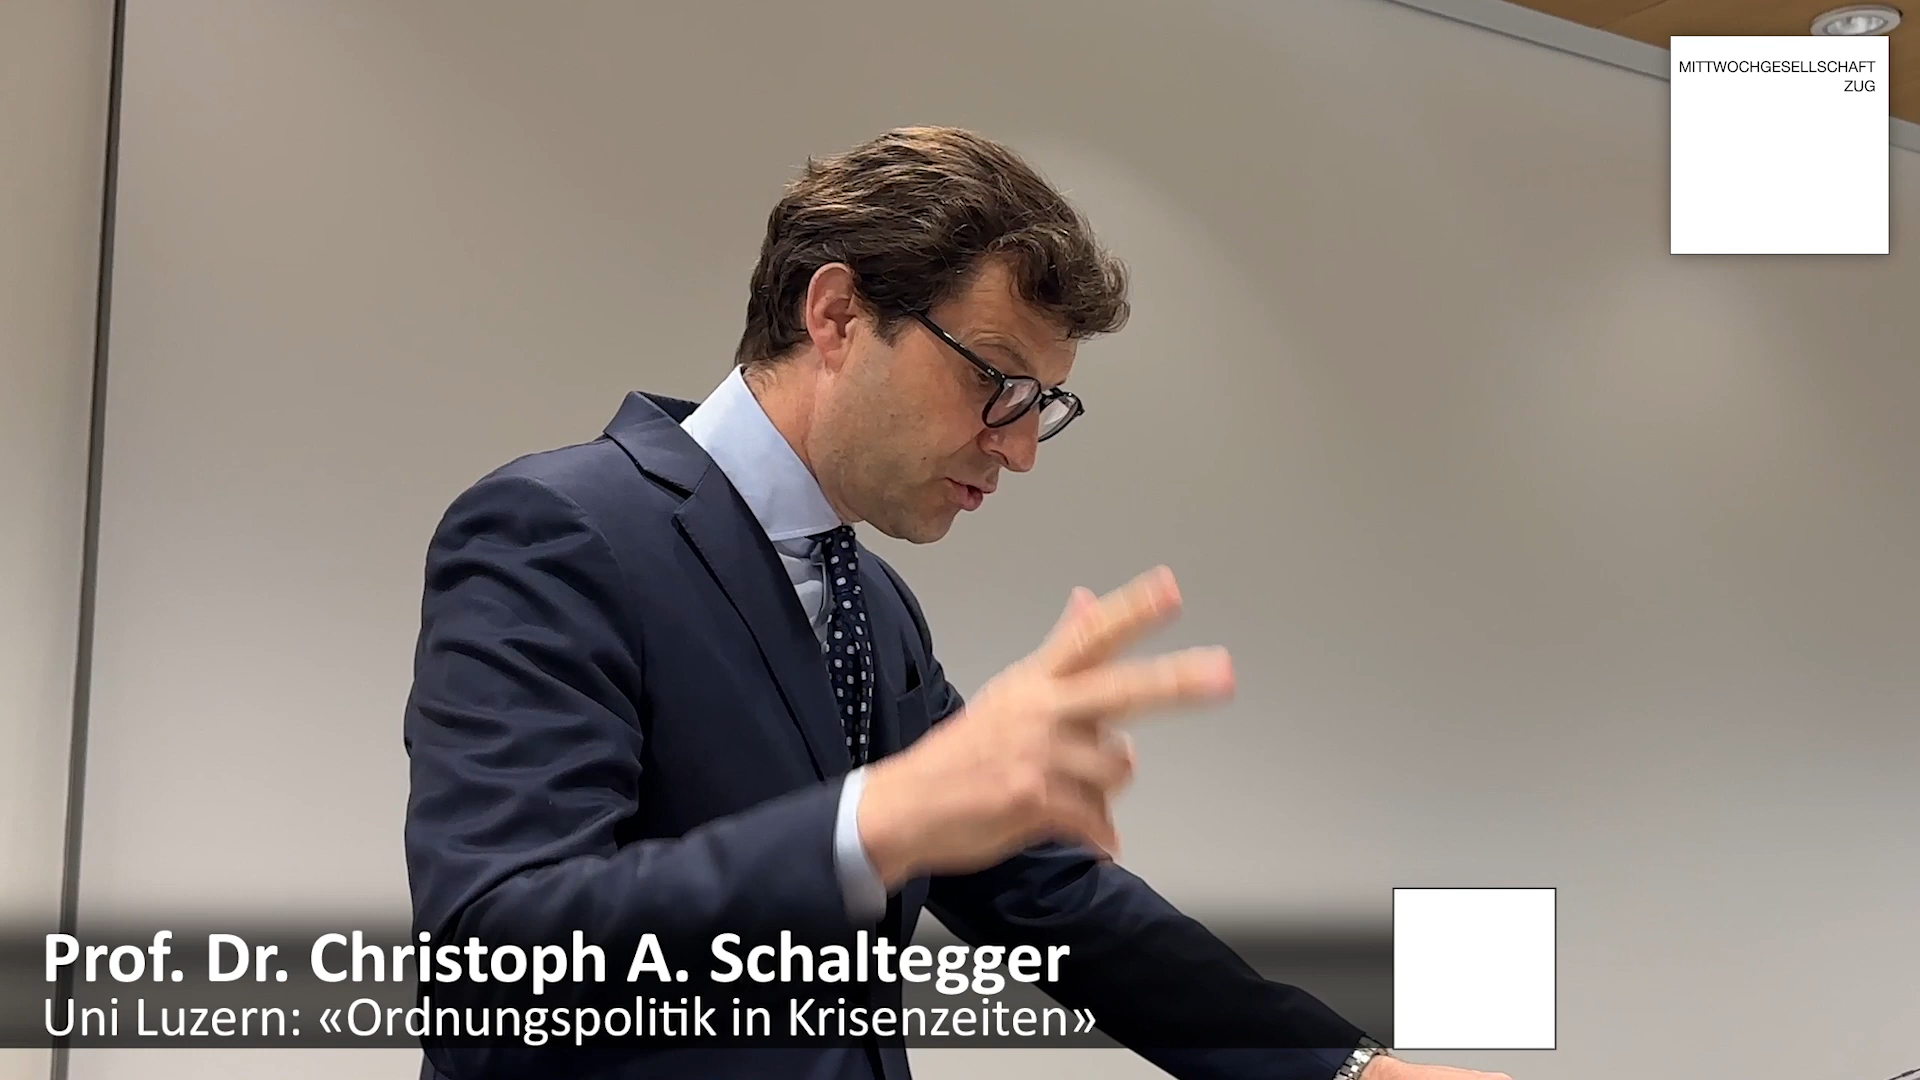 MITTWOCHGESELLSCHAFT
ZUG
Prof. Dr. Christoph A. Schaltegger
Uni Luzern: «Ordnungspolitik in Krisenzeiten»